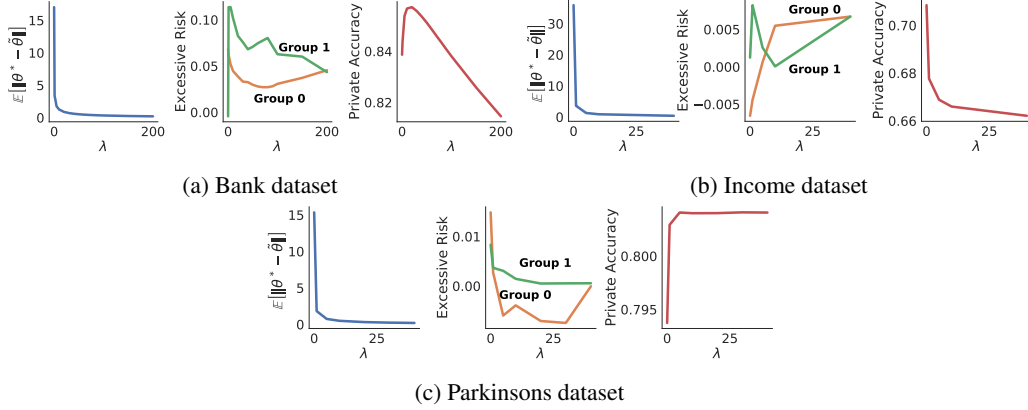 𝔼[‖θ* − θ̃‖]
15
10
5
0
0
200
λ
Excessive Risk
0.10
0.05
0.00
Group 1
Group 0
0
200
λ
Private Accuracy
0.84
0.82
0
200
λ
(a) Bank dataset
𝔼[‖θ* − θ̃‖]
30
20
10
0
0
25
λ
Excessive Risk
0.005
0.000
−0.005
Group 0
Group 1
0
25
λ
Private Accuracy
0.70
0.68
0.66
0
25
λ
(b) Income dataset
𝔼[‖θ* − θ̃‖]
15
10
5
0
0
25
λ
Excessive Risk
0.01
0.00
Group 1
Group 0
0
25
λ
Private Accuracy
0.800
0.795
0
25
λ
(c) Parkinsons dataset